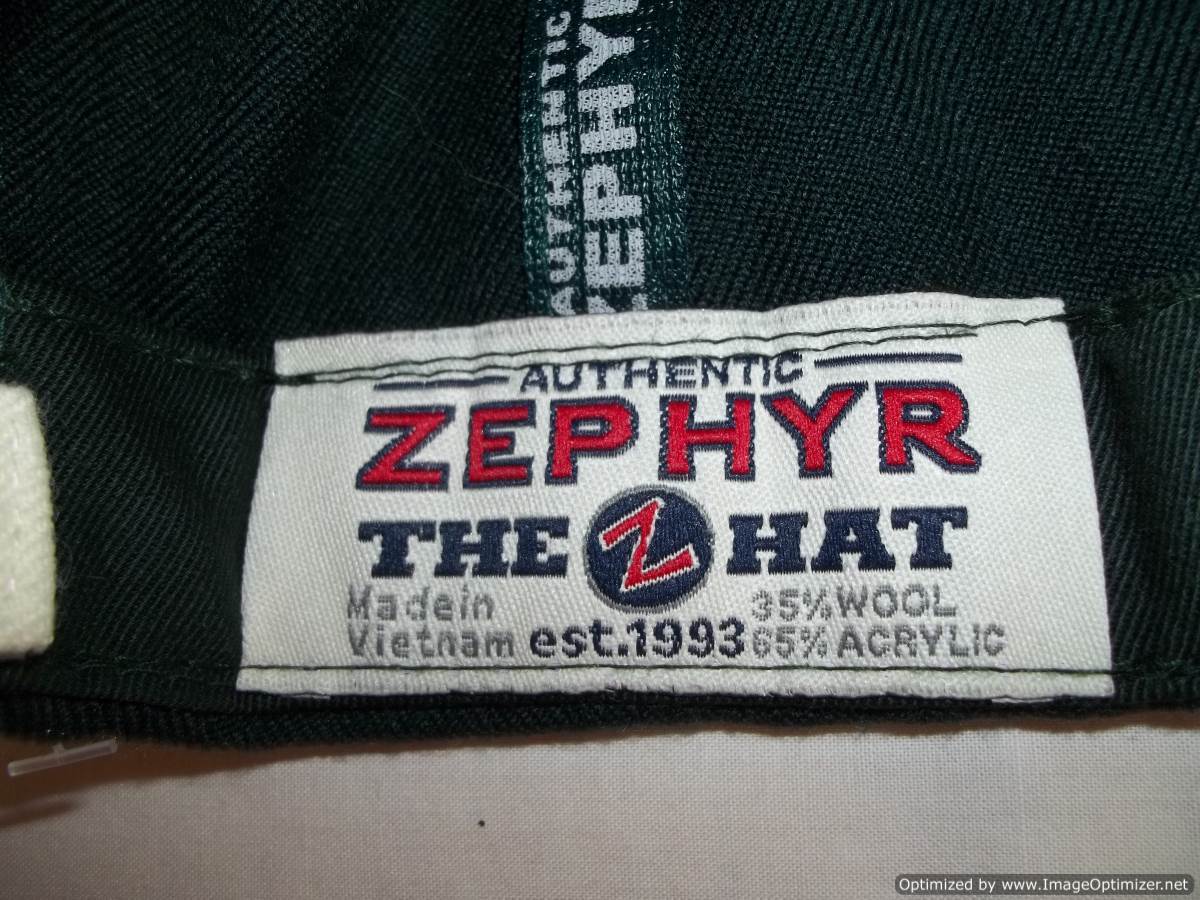 AUTHENTIC
ZEPHYR
AUTHENTIC
ZEPHYR
THE Z HAT
Madein 35% WOOL
Vietnam est.1993 65% ACRYLIC
Optimized by www.ImageOptimizer.net